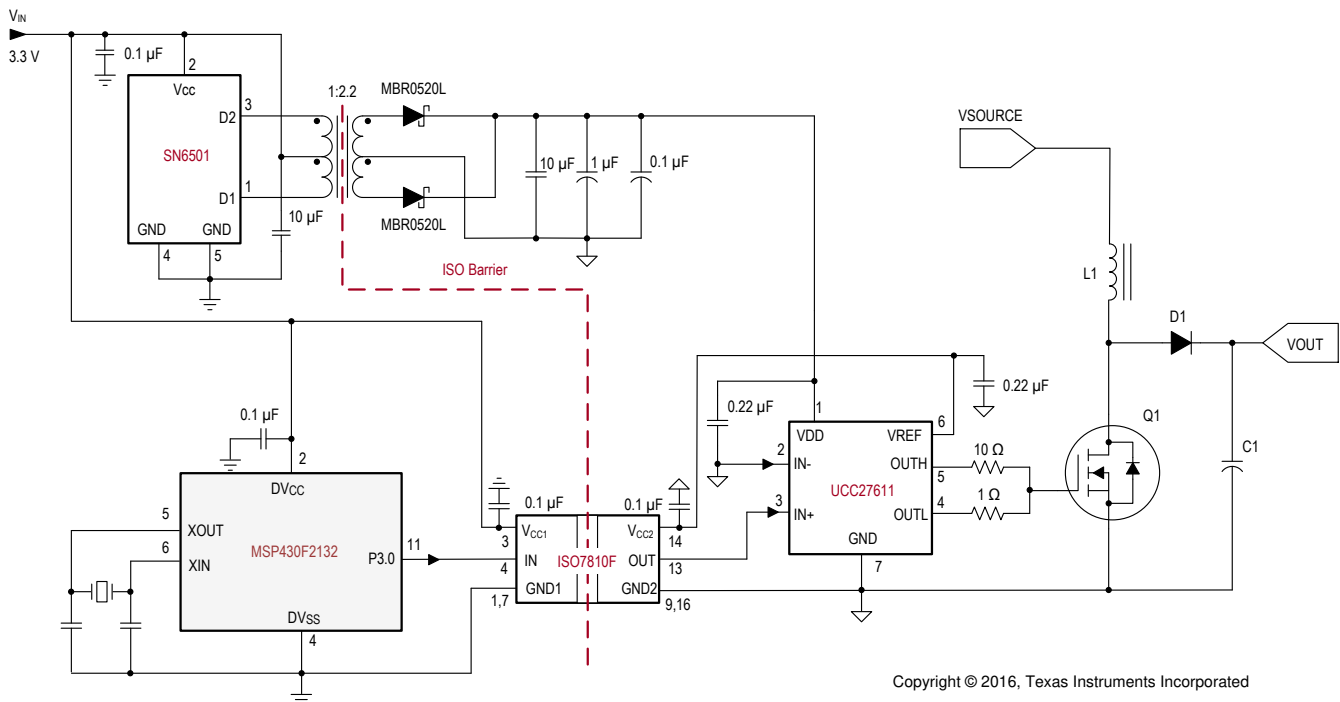 VIN
3.3 V
0.1 µF
2
Vcc
3
D2
SN6501
1
D1
GND
GND
4
5
10 µF
1:2.2
MBR0520L
MBR0520L
10 µF
1 µF
0.1 µF
ISO Barrier
VSOURCE
L1
D1
VOUT
Q1
C1
0.1 µF
2
DVCC
5
XOUT
6
XIN
MSP430F2132
P3.0
11
DVSS
4
0.1 µF
VCC1
3
IN
4
GND1
1,7
ISO7810F
0.1 µF
VCC2
14
OUT
13
GND2
9,16
0.22 µF
0.22 µF
1
VDD
VREF
6
2
IN-
OUTH
5
UCC27611
3
IN+
OUTL
4
GND
7
10 Ω
1 Ω
Copyright © 2016, Texas Instruments Incorporated